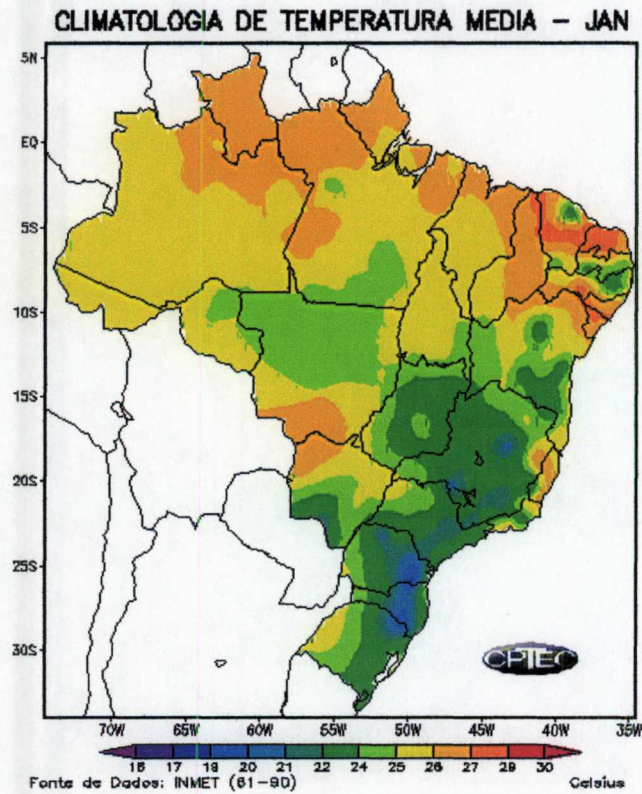 CLIMATOLOGIA DE TEMPERATURA MEDIA – JAN
5N
EQ
5S
10S
15S
20S
25S
30S
CPTEC
70W 65W 60W 55W 50W 45W 40W 35W
16 17 19 20 21 22 24 25 26 27 29 30
Fonte de Dados: INMET (61–90) Celsius